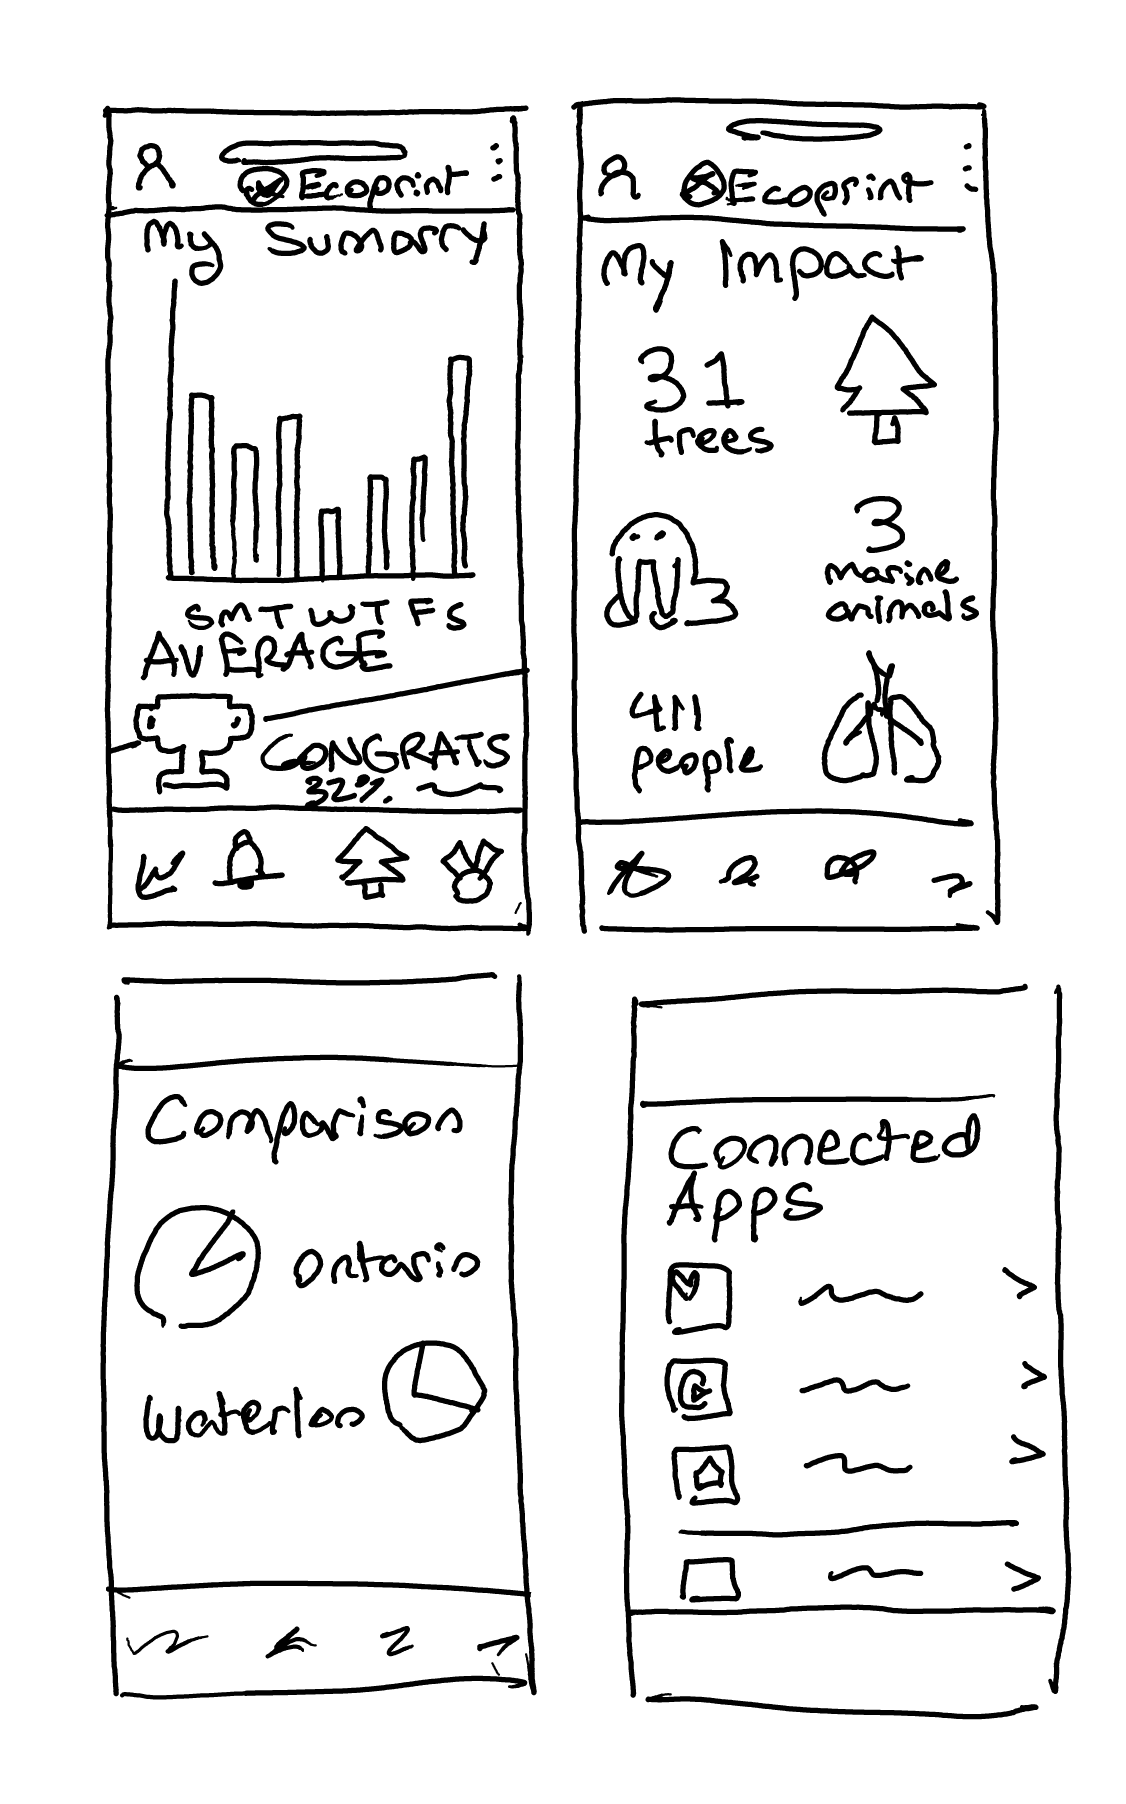 Ecoprint
My Sumarry
S M T W T F S
AVERAGE
CONGRATS
32%
Ecoprint
My Impact
31
trees
3
marine
animals
411
people
Comparison
Ontario
Waterloo
Connected
Apps